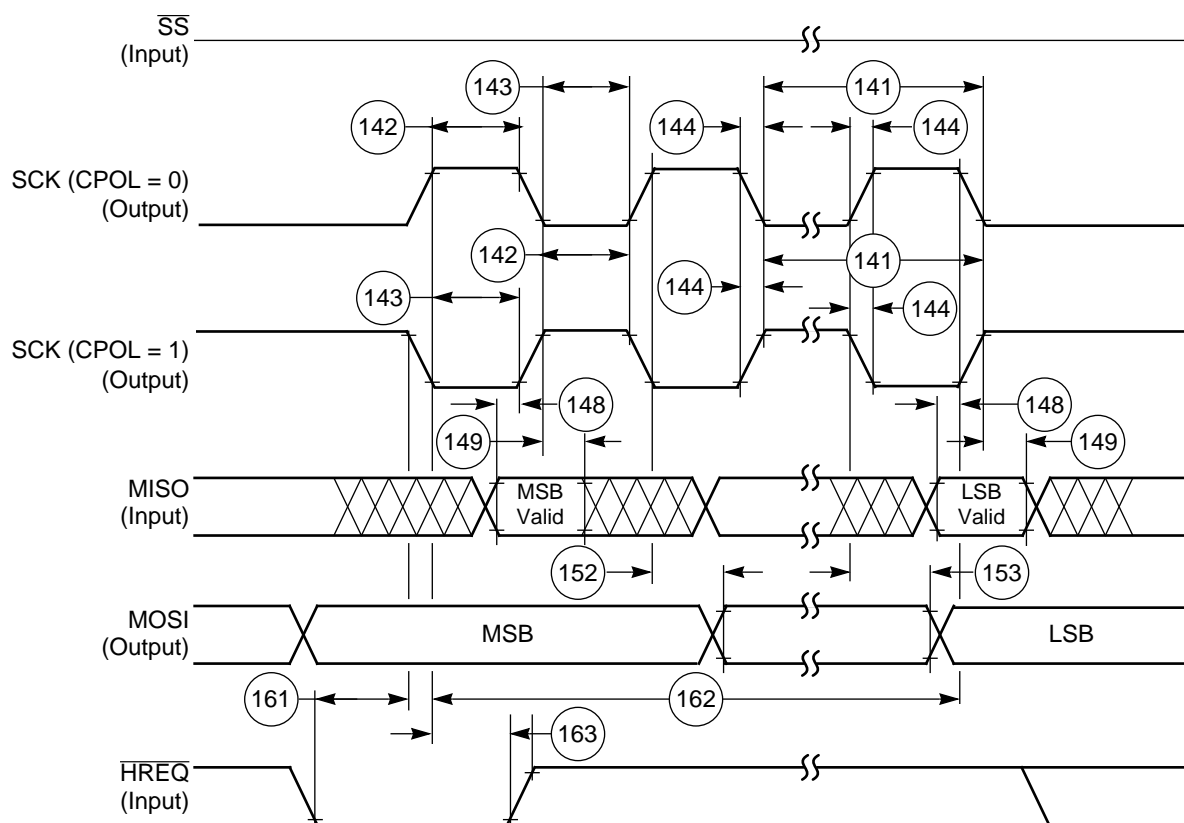 SS
(Input)
143
141
142
144
144
SCK (CPOL = 0)
(Output)
142
141
143
144
144
SCK (CPOL = 1)
(Output)
148
148
149
149
MISO
(Input)
MSB
Valid
LSB
Valid
152
153
MOSI
(Output)
MSB
LSB
161
162
163
HREQ
(Input)